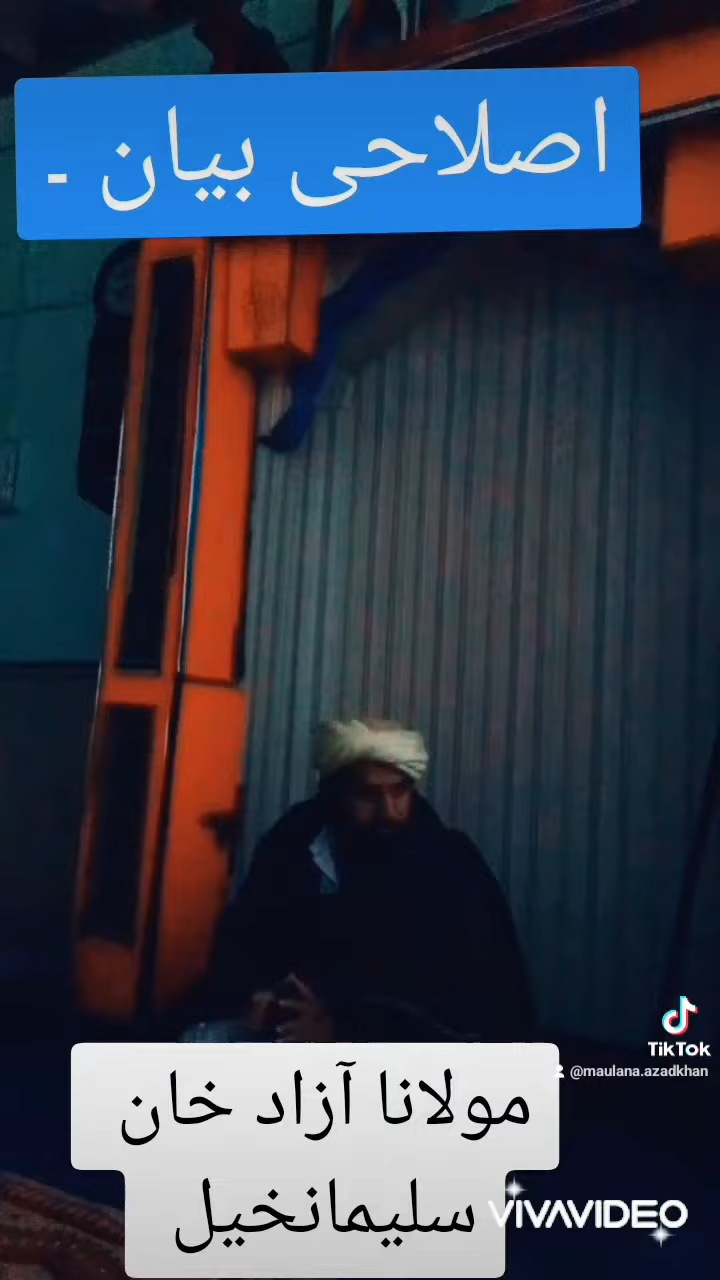 اصلاحی بیان ۔
TikTok
@maulana.azadkhan
مولانا آزاد خان
سلیمانخیل
VIVAVIDEO